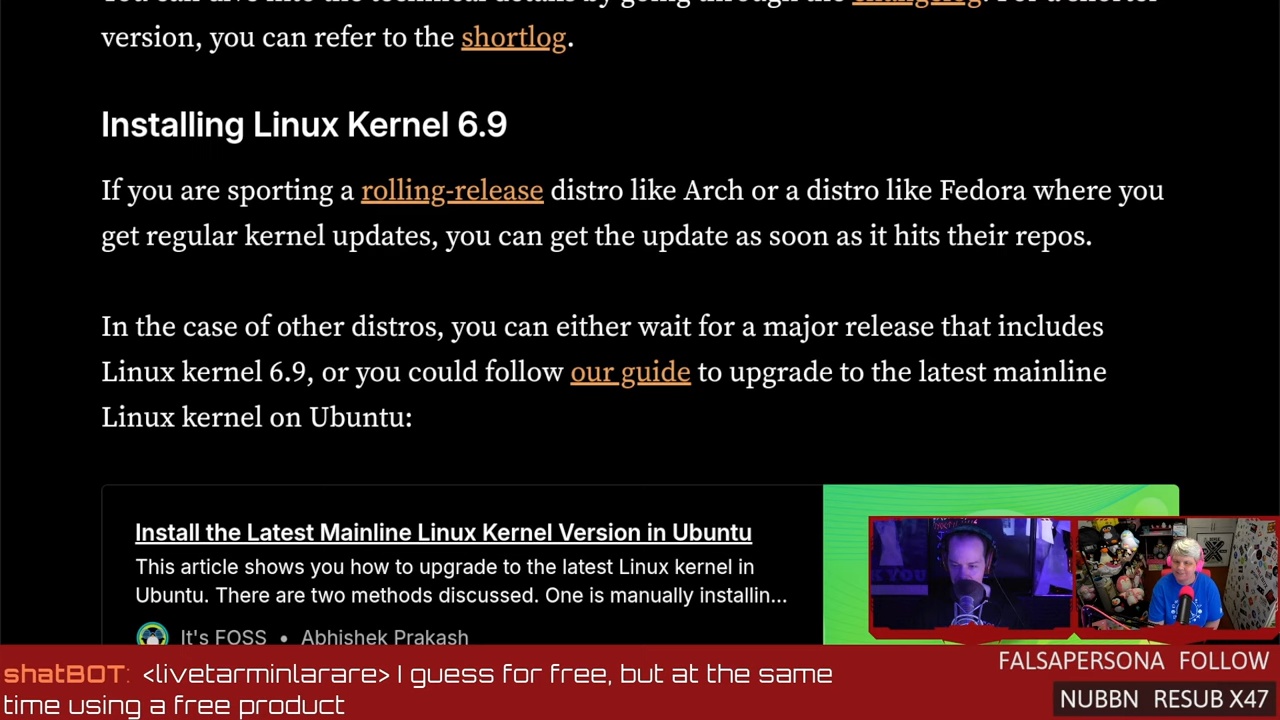 version, you can refer to the shortlog.
Installing Linux Kernel 6.9
If you are sporting a rolling-release distro like Arch or a distro like Fedora where you
get regular kernel updates, you can get the update as soon as it hits their repos.
In the case of other distros, you can either wait for a major release that includes
Linux kernel 6.9, or you could follow our guide to upgrade to the latest mainline
Linux kernel on Ubuntu:
Install the Latest Mainline Linux Kernel Version in Ubuntu
This article shows you how to upgrade to the latest Linux kernel in
Ubuntu. There are two methods discussed. One is manually installin...
It's FOSS • Abhishek Prakash
shatBOT: <livetarminlarare> I guess for free, but at the same
time using a free product
FALSAPERSONA FOLLOW
NUBBN RESUB X47